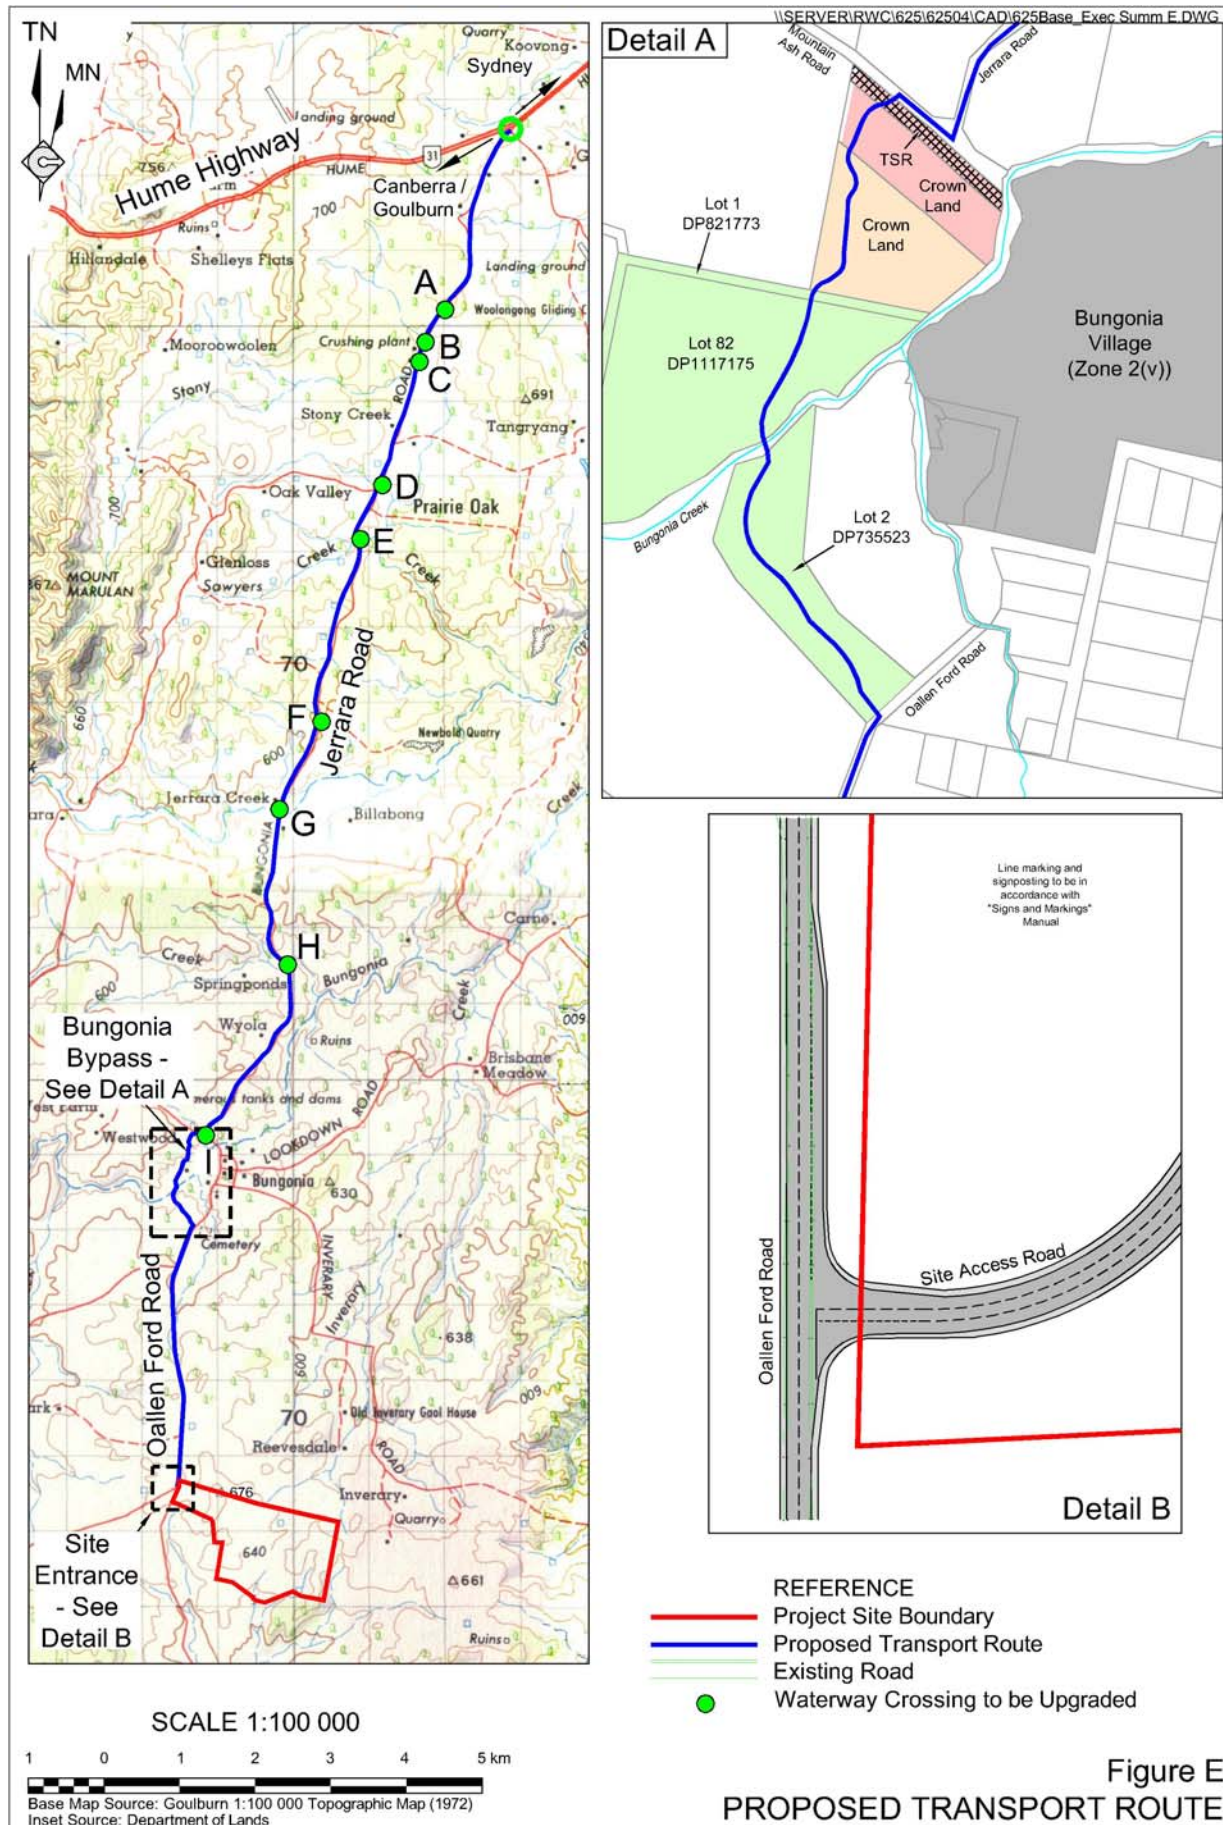 \\SERVER\RWC\625\62504\CAD\625Base_Exec Summ E.DWG
TN
MN
Quarry
Koovong
Sydney
Landing ground
Hume Highway
756
HUME
31
Canberra /
Goulburn
700
Ruins
Hillandale
Shelleys Flats
Landing ground
A
Woolongong Gliding C
Crushing plant
B
Mooroowoolen
C
ROAD
Stony
691
Stony Creek
Tangryang
700
Oak Valley
D
Prairie Oak
E
Creek
Creek
Glenloss
Sawyers
MOUNT
MARULAN
70
Jerrara Road
660
F
600
Newbold Quarry
Jerrara Creek
G
Billabong
Creek
BUNGONIA
Carne
H
Creek
Springponds
Bungonia
600
Creek
Wyola
Ruins
600
Bungonia
Bypass -
See Detail A
Brisbane
Meadow
nerous tanks and dams
Westwood
LOOKDOWN ROAD
Bungonia
630
Cemetery
INVERARY
Inverary
Oallen Ford Road
638
600
600
70
Old Inverary Gaol House
Reevesdale
ROAD
676
Inverary
Quarry
Site
Entrance
- See
Detail B
640
661
Ruins
Detail A
Mountain
Ash Road
Jerrara Road
TSR
Crown
Land
Lot 1
DP821773
Crown
Land
Lot 82
DP1117175
Bungonia
Village
(Zone 2(v))
Bungonia Creek
Lot 2
DP735523
Oallen Ford Road
Line marking and
signposting to be in
accordance with
"Signs and Markings"
Manual
Oallen Ford Road
Site Access Road
Detail B
REFERENCE
Project Site Boundary
Proposed Transport Route
Existing Road
Waterway Crossing to be Upgraded
SCALE 1:100 000
1 0 1 2 3 4 5 km
Base Map Source: Goulburn 1:100 000 Topographic Map (1972)
Inset Source: Department of Lands
Figure E
PROPOSED TRANSPORT ROUTE